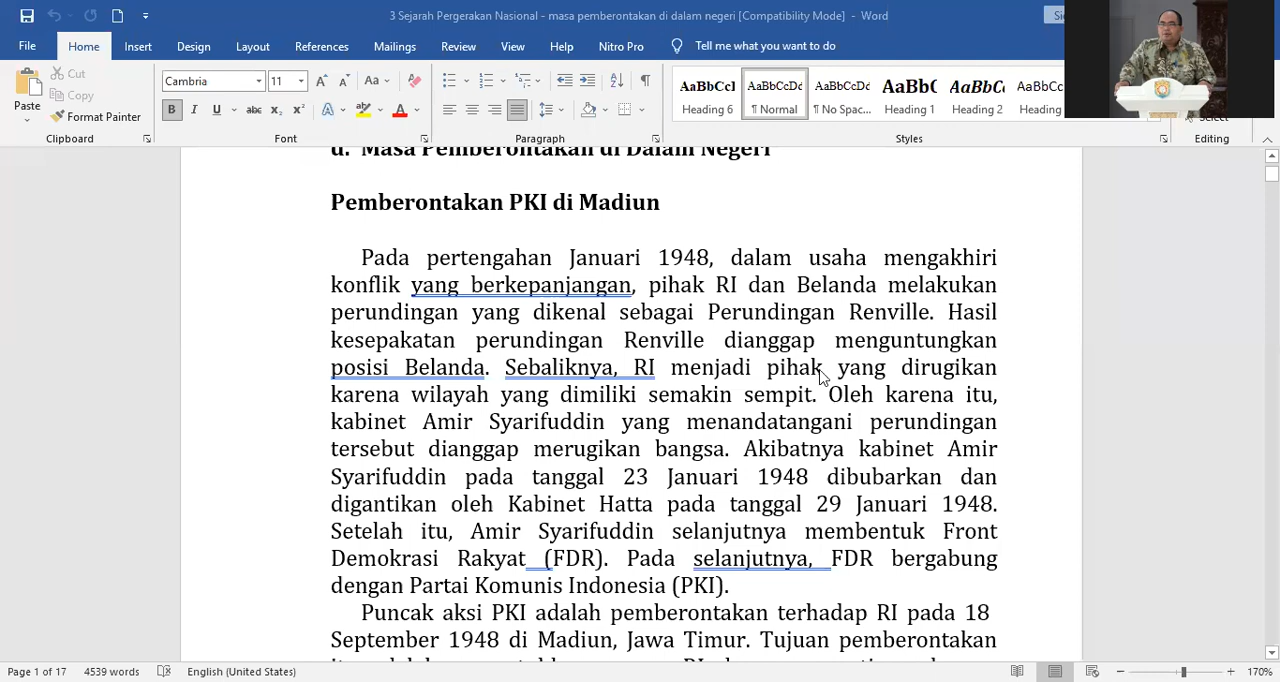 3 Sejarah Pergerakan Nasional - masa pemberontakan di dalam negeri [Compatibility Mode] - Word
File Home Insert Design Layout References Mailings Review View Help Nitro Pro Tell me what you want to do
Cut
Copy
Paste
Format Painter
Clipboard
Cambria 11
Font
Paragraph
AaBbCcI AaBbCcDd AaBbCcDd AaBb( AaBbCc AaBbCc
Heading 6 ¶ Normal ¶ No Spac... Heading 1 Heading 2 Heading
Styles
Select
Editing
d. Masa Pemberontakan di Dalam Negeri
Pemberontakan PKI di Madiun
Pada pertengahan Januari 1948, dalam usaha mengakhiri
konflik yang berkepanjangan, pihak RI dan Belanda melakukan
perundingan yang dikenal sebagai Perundingan Renville. Hasil
kesepakatan perundingan Renville dianggap menguntungkan
posisi Belanda. Sebaliknya, RI menjadi pihak yang dirugikan
karena wilayah yang dimiliki semakin sempit. Oleh karena itu,
kabinet Amir Syarifuddin yang menandatangani perundingan
tersebut dianggap merugikan bangsa. Akibatnya kabinet Amir
Syarifuddin pada tanggal 23 Januari 1948 dibubarkan dan
digantikan oleh Kabinet Hatta pada tanggal 29 Januari 1948.
Setelah itu, Amir Syarifuddin selanjutnya membentuk Front
Demokrasi Rakyat (FDR). Pada selanjutnya, FDR bergabung
dengan Partai Komunis Indonesia (PKI).
Puncak aksi PKI adalah pemberontakan terhadap RI pada 18
September 1948 di Madiun, Jawa Timur. Tujuan pemberontakan
Page 1 of 17 4539 words English (United States) 170%